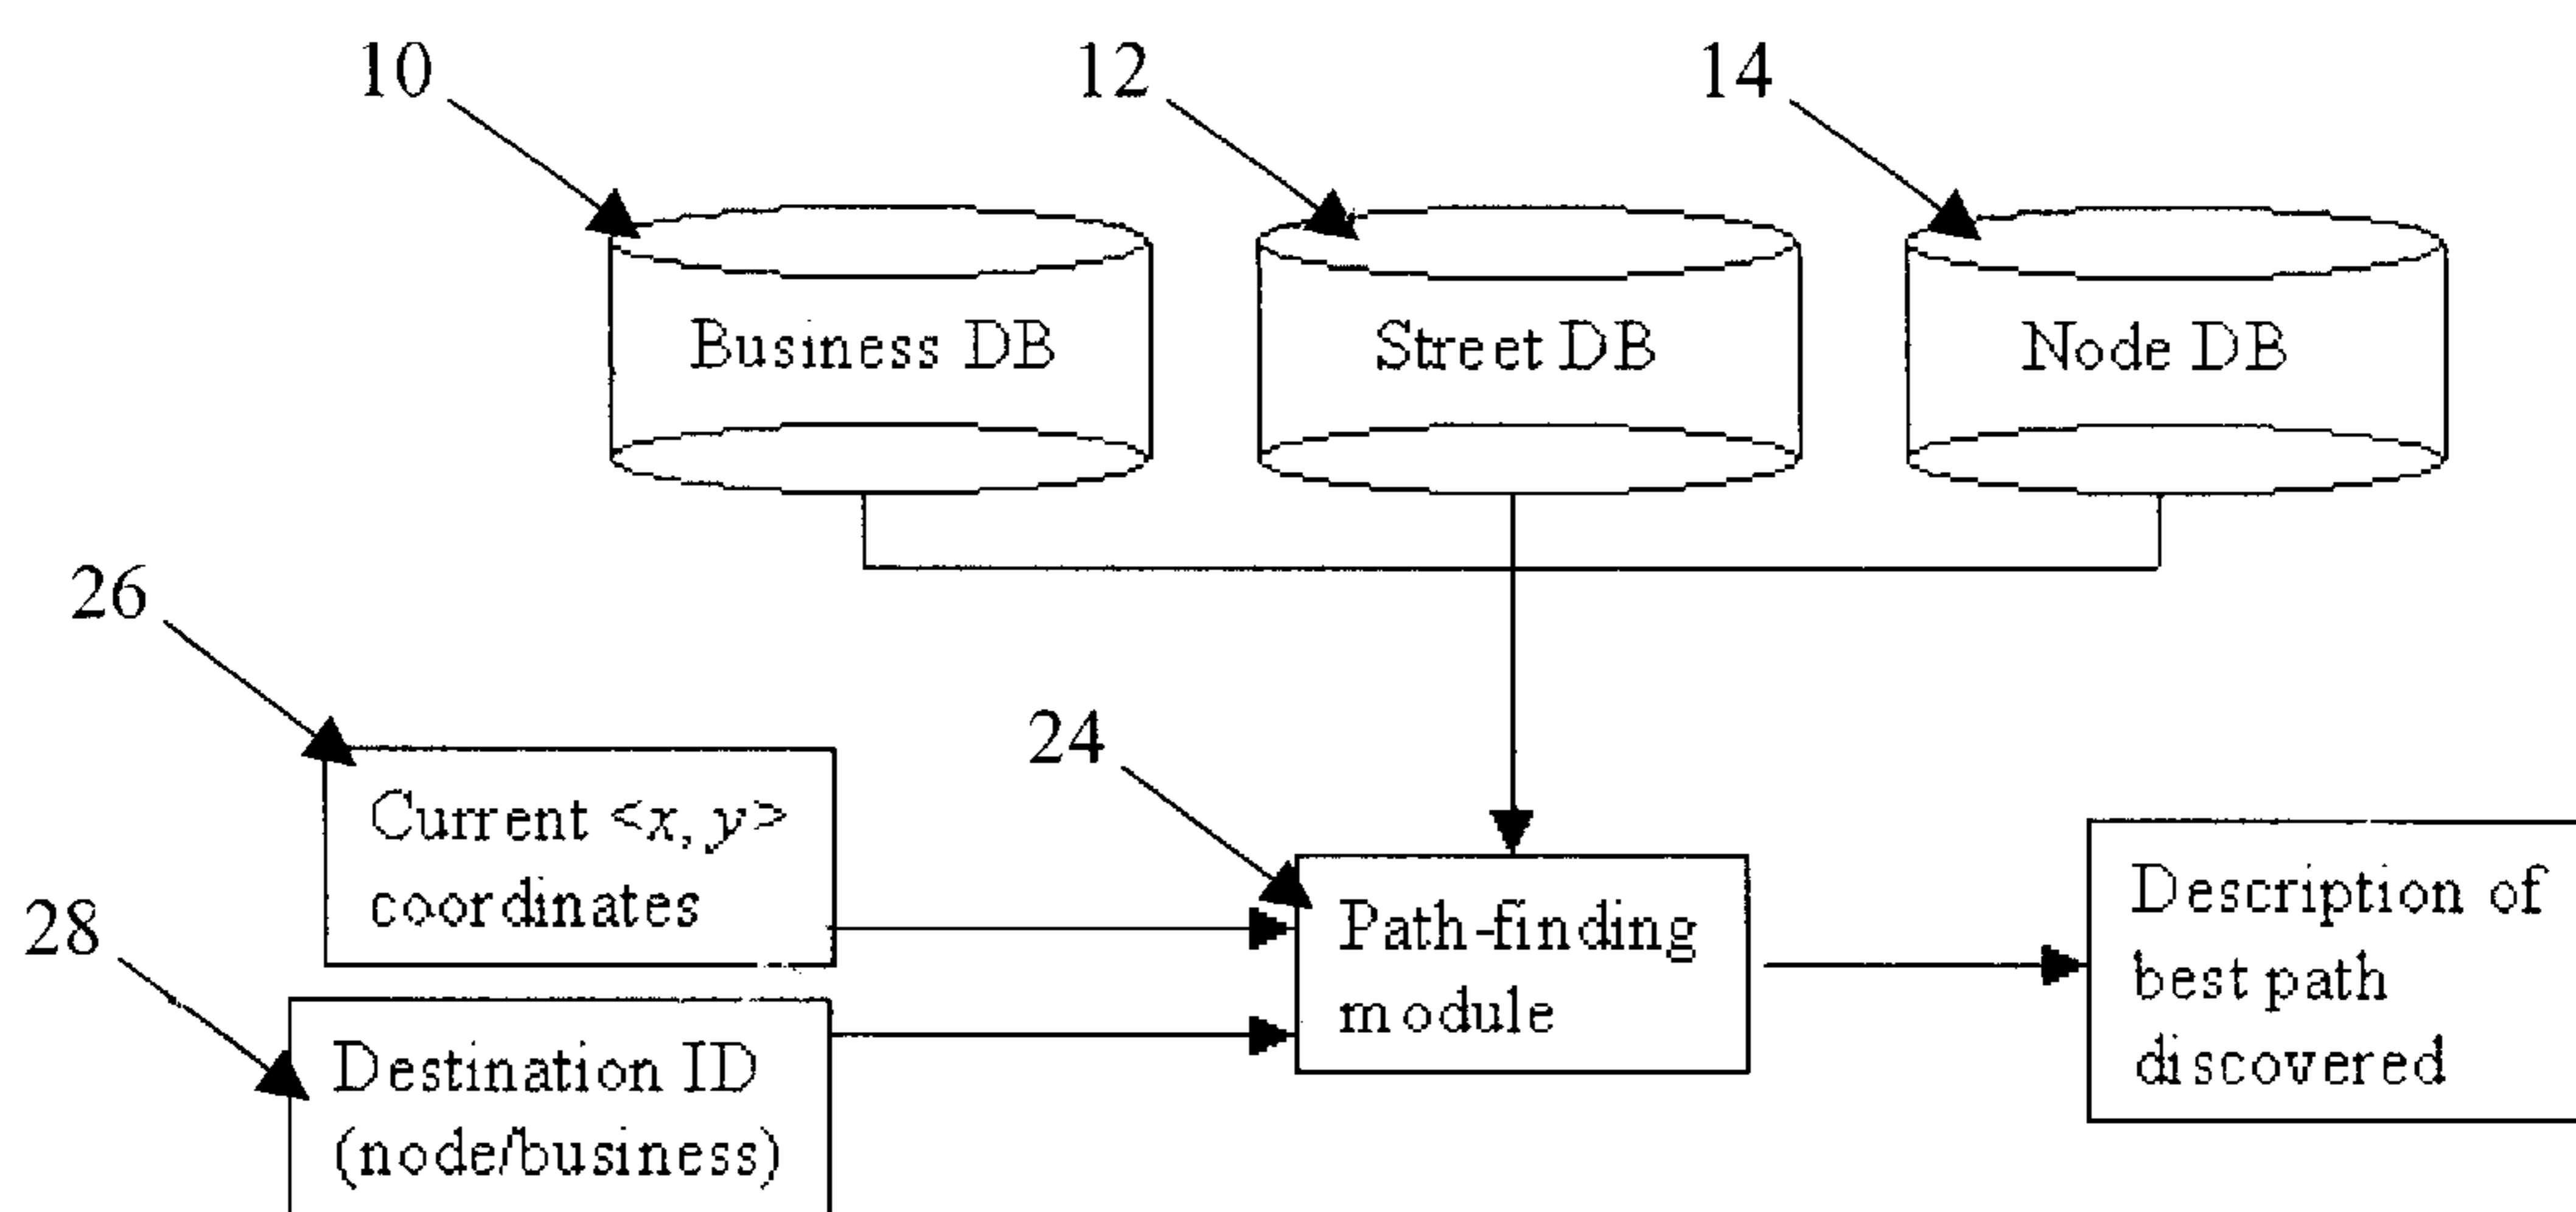 10
12
14
Business DB
Street DB
Node DB
26
Current <x, y>
coordinates
24
Path-finding
module
28
Destination ID
(node/business)
Description of
best path
discovered